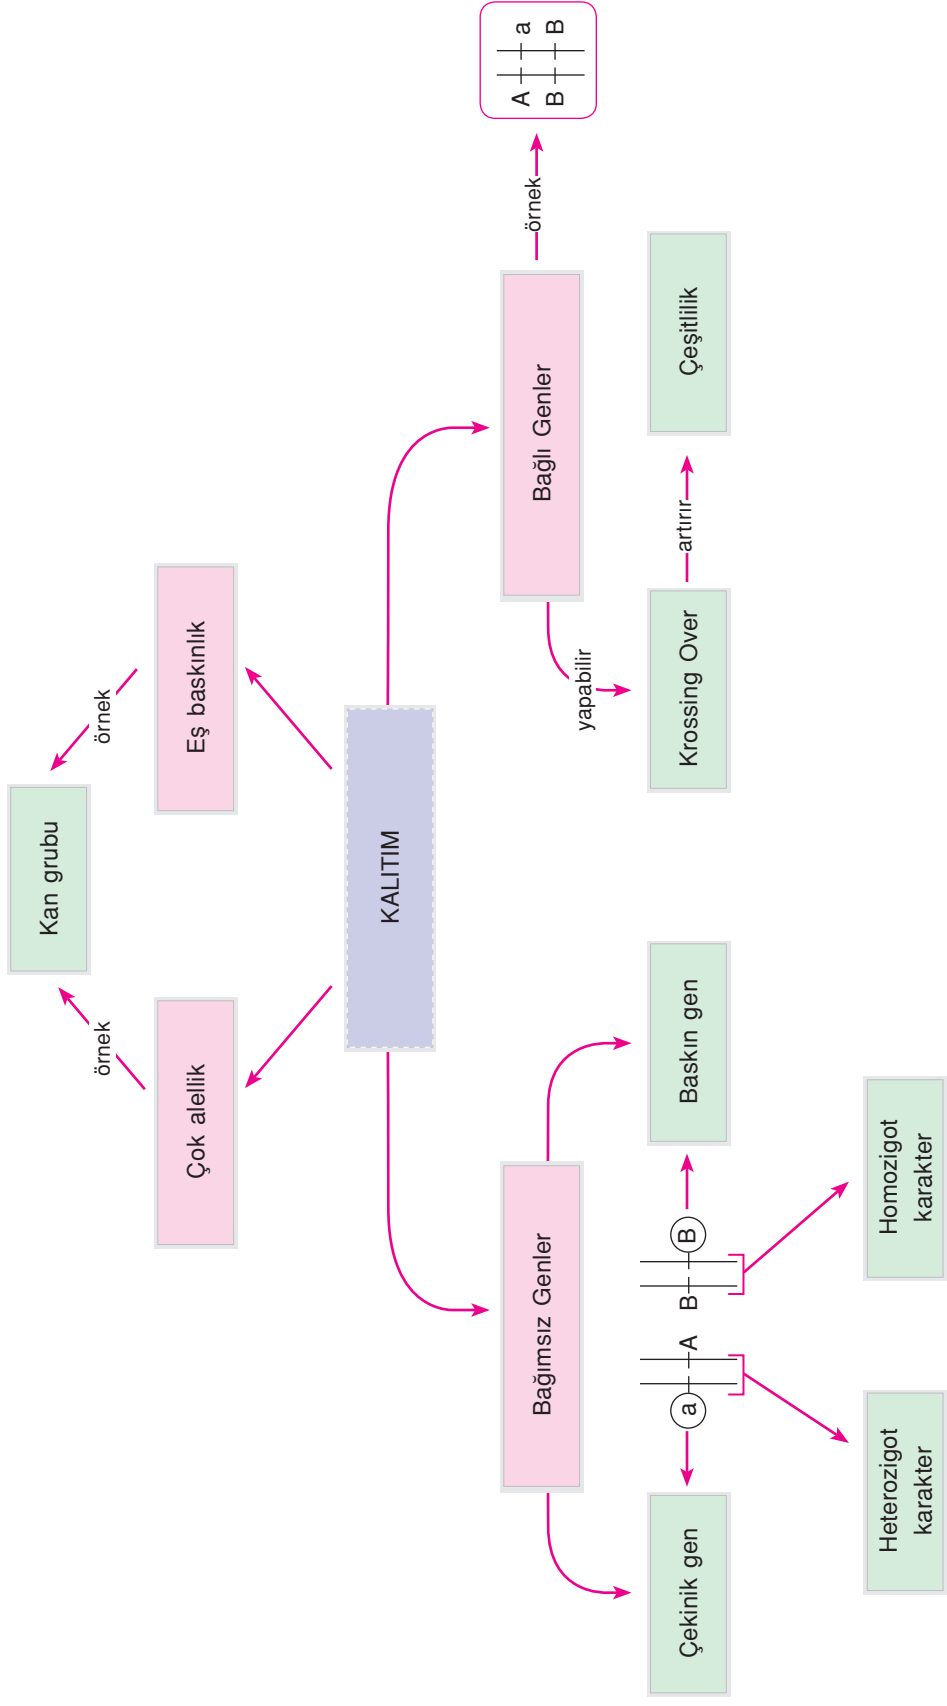 Kan grubu
örnek
örnek
Çok alellik
Eş baskınlık
KALITIM
Bağımsız Genler
Bağlı Genler
örnek
A a
B B
yapabilir
Çekinik gen
a A
B B
Baskın gen
Krossing Over
artırır
Çeşitlilik
Heterozigot
karakter
Homozigot
karakter